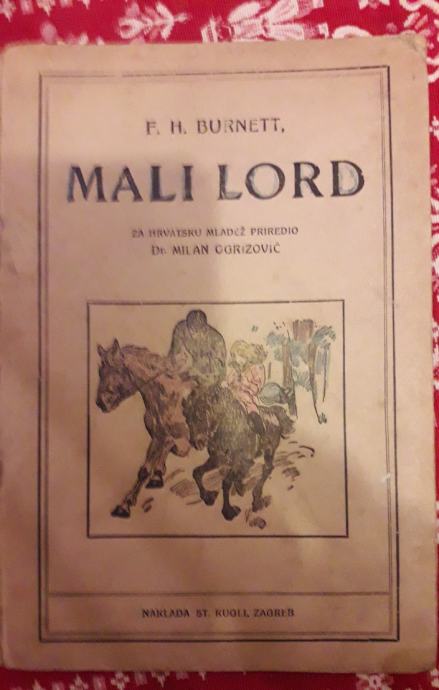 F. H. BURNETT,
MALI LORD
ZA HRVATSKU MLADEŽ PRIREDIO
Dr. MILAN OGRIZOVIĆ
NAKLADA ST. KUGLI, ZAGREB